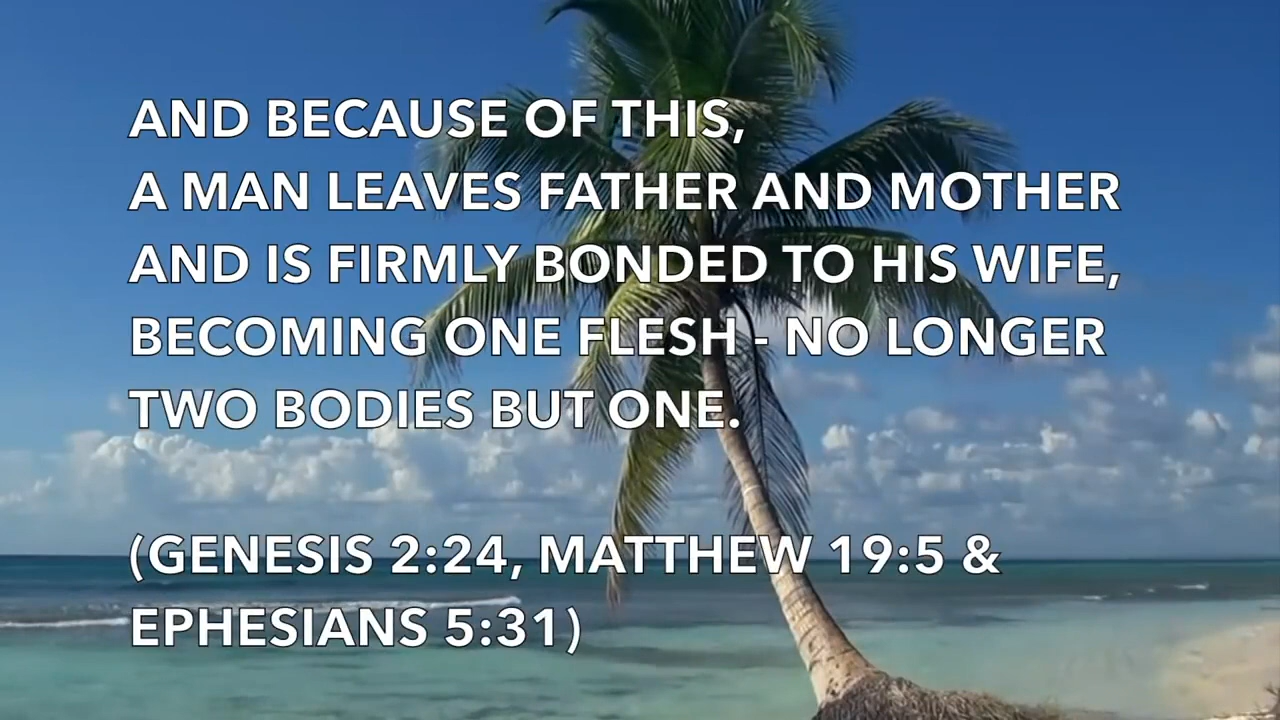 AND BECAUSE OF THIS,
A MAN LEAVES FATHER AND MOTHER
AND IS FIRMLY BONDED TO HIS WIFE,
BECOMING ONE FLESH - NO LONGER
TWO BODIES BUT ONE.
(GENESIS 2:24, MATTHEW 19:5 &
EPHESIANS 5:31)